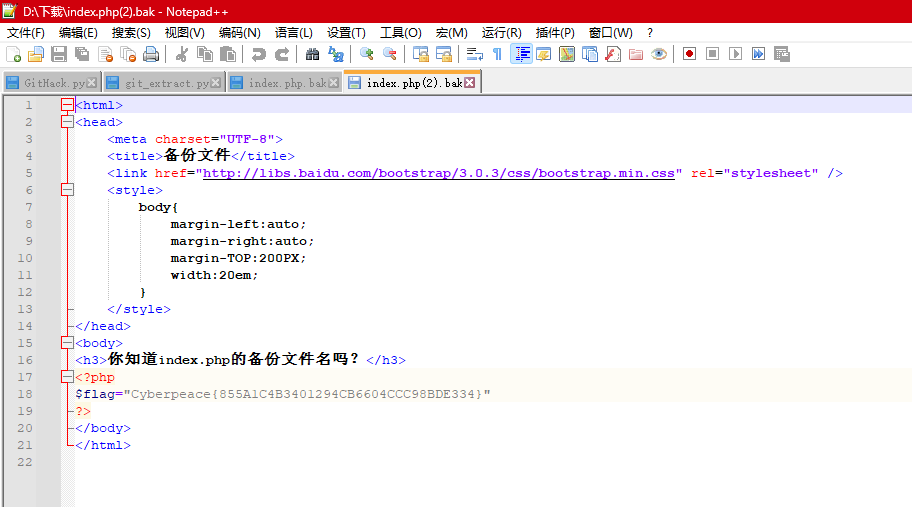 D:\下载\index.php(2).bak - Notepad++
文件(F) 编辑(E) 搜索(S) 视图(V) 编码(N) 语言(L) 设置(T) 工具(O) 宏(M) 运行(R) 插件(P) 窗口(W) ?
GitHack.py git_extract.py index.php.bak index.php(2).bak
1 <html>
2 <head>
3 <meta charset="UTF-8">
4 <title>备份文件</title>
5 <link href="http://libs.baidu.com/bootstrap/3.0.3/css/bootstrap.min.css" rel="stylesheet" />
6 <style>
7 body{
8 margin-left:auto;
9 margin-right:auto;
10 margin-TOP:200PX;
11 width:20em;
12 }
13 </style>
14 </head>
15 <body>
16 <h3>你知道index.php的备份文件名吗?</h3>
17 <?php
18 $flag="Cyberpeace{855A1C4B3401294CB6604CCC98BDE334}"
19 ?>
20 </body>
21 </html>
22